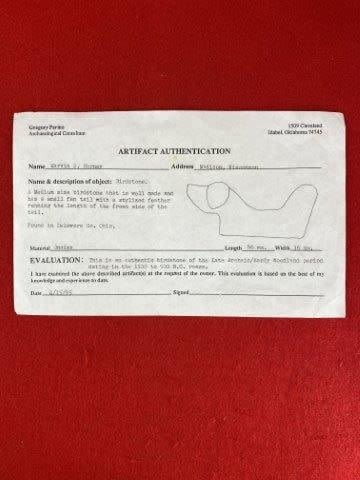 Gregory Perino
Archaeological Consultant
1509 Cleveland
Idabel, Oklahoma 74745
ARTIFACT AUTHENTICATION
Name Address Madison, Wisconsin
Name & description of object: Birdstone.
A Medium size birdstone that is well made and
has a small fan tail with a stylized feather
running the length of the front side of the
tail.
Found in Delaware Co. Ohio.
Material Gneiss Length mm. Width mm.
EVALUATION: This is an authentic birdstone of the Late Archaic/Early Woodland period
dating in the 1500 to 500 B.C. range.
I have examined the above described artifact(s) at the request of the owner. This evaluation is based on the best of my
knowledge and experience to date.
Date Signed